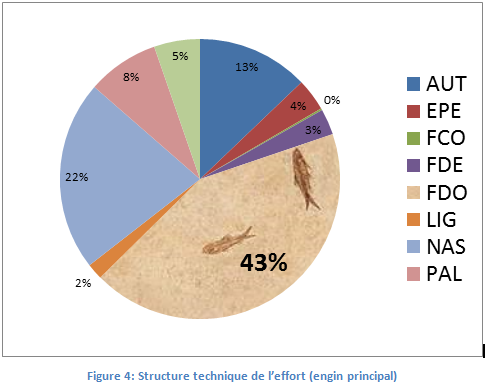 5%
13%
8%
0%
4%
3%
22%
43%
2%
AUT
EPE
FCO
FDE
FDO
LIG
NAS
PAL
Figure 4: Structure technique de l’effort (engin principal)